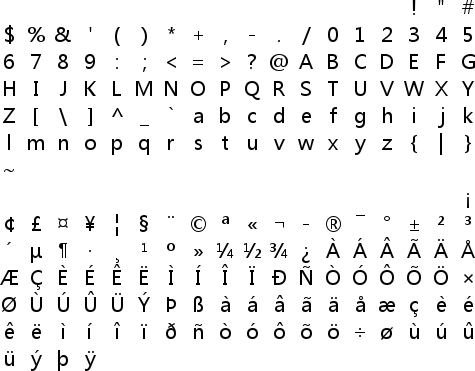 ! " #
$ % & ' ( ) * + , - . / 0 1 2 3 4 5
6 7 8 9 : ; < = > ? @ A B C D E F G
H I J K L M N O P Q R S T U V W X Y
Z [ \ ] ^ _ ` a b c d e f g h i j k
l m n o p q r s t u v w x y z { | }
~
¡
¢ £ ¤ ¥ ¦ § ¨ © ª « ¬ - ® ¯ ° ± ² ³
´ µ ¶ · ¸ ¹ º » ¼ ½ ¾ ¿ À Á Â Ã Ä Å
Æ Ç È É Ê Ë Ì Í Î Ï Ð Ñ Ò Ó Ô Õ Ö ×
Ø Ù Ú Û Ü Ý Þ ß à á â ã ä å æ ç è é
ê ë ì í î ï ð ñ ò ó ô õ ö ÷ ø ù ú û
ü ý þ ÿ